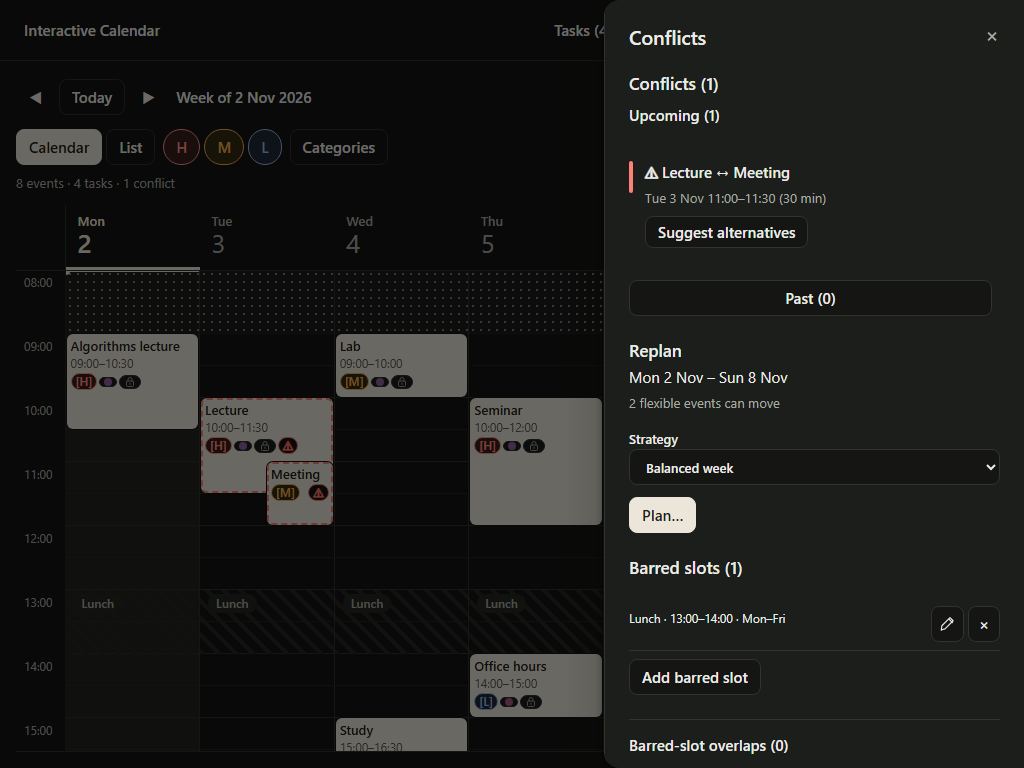 Interactive Calendar
Tasks (4
◀ Today ▶ Week of 2 Nov 2026
Calendar List H M L Categories
8 events · 4 tasks · 1 conflict
Mon Tue Wed Thu
2 3 4 5
08:00
09:00
10:00
11:00
12:00
13:00
14:00
15:00
Algorithms lecture
09:00–10:30
[H]
Lecture
10:00–11:30
[H]
Meeting
[M]
Lab
09:00–10:00
[M]
Seminar
10:00–12:00
[H]
Lunch Lunch Lunch Lunch
Office hours
14:00–15:00
[L]
Study
15:00–16:30
Conflicts
×
Conflicts (1)
Upcoming (1)
⚠ Lecture ↔ Meeting
Tue 3 Nov 11:00–11:30 (30 min)
Suggest alternatives
Past (0)
Replan
Mon 2 Nov – Sun 8 Nov
2 flexible events can move
Strategy
Balanced week
Plan…
Barred slots (1)
Lunch · 13:00–14:00 · Mon–Fri
×
Add barred slot
Barred-slot overlaps (0)